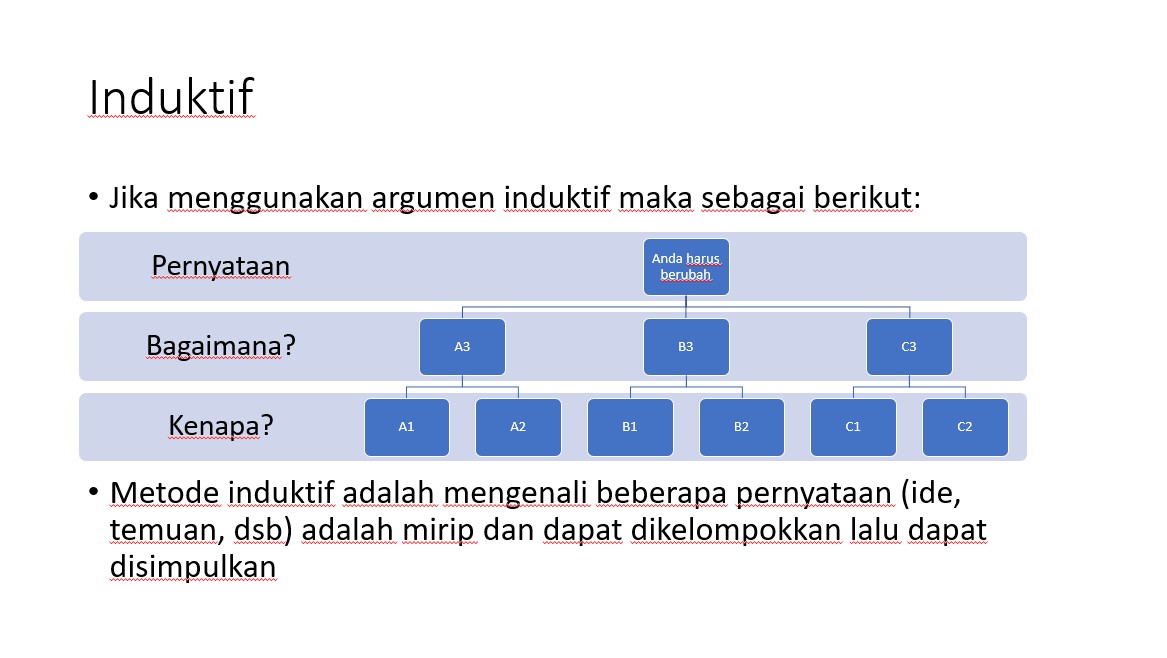 Induktif
• Jika menggunakan argumen induktif maka sebagai berikut:
Pernyataan
Anda harus
berubah
Bagaimana?
A3
B3
C3
Kenapa?
A1
A2
B1
B2
C1
C2
• Metode induktif adalah mengenali beberapa pernyataan (ide,
temuan, dsb) adalah mirip dan dapat dikelompokkan lalu dapat
disimpulkan